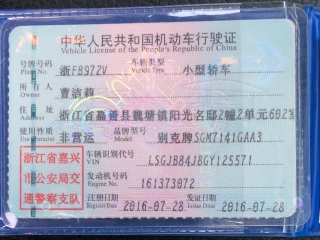 中华人民共和国机动车行驶证
Vehicle License of the People's Republic of China
号牌号码 浙FB972V 车辆类型 小型轿车
Plate No. Vehicle Type
所有人 曹洁莉
Owner
住址 浙江省嘉善县魏塘镇阳光名邸2幢2单元602室
Address
使用性质 非营运 品牌型号 别克牌SGM7141GAA3
浙江省嘉兴市公安局交通警察支队
车辆识别代号 LSGJB84J8GY125571
VIN
发动机号码 161373072
Engine No.
注册日期 2016-07-28 发证日期 2016-07-28
Register Date Issue Date